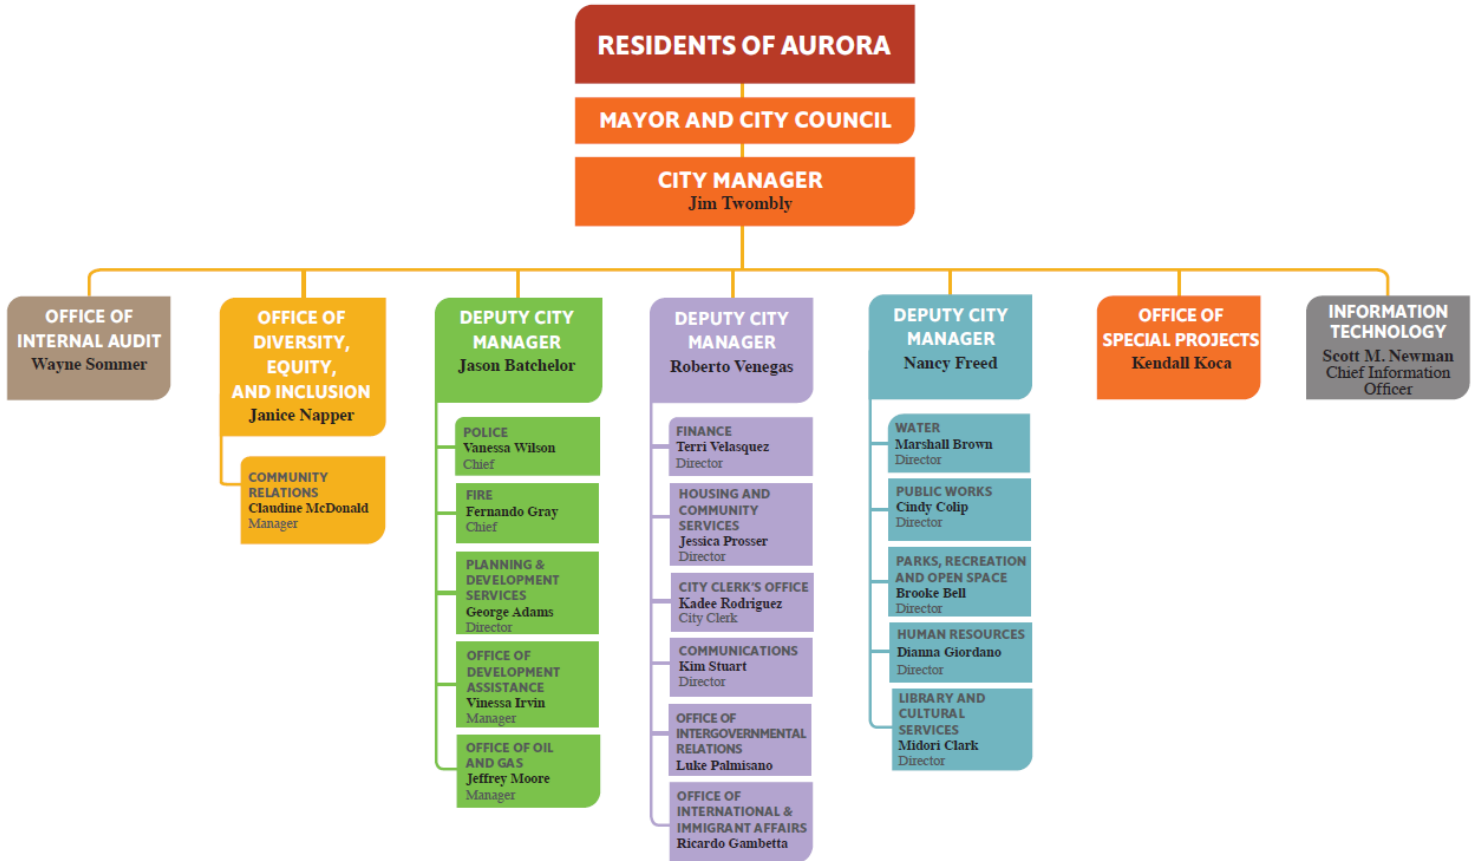 RESIDENTS OF AURORA
MAYOR AND CITY COUNCIL
CITY MANAGER
Jim Twombly
OFFICE OF
INTERNAL AUDIT
Wayne Sommer
OFFICE OF
DIVERSITY,
EQUITY,
AND INCLUSION
Janice Napper
COMMUNITY
RELATIONS
Claudine McDonald
Manager
DEPUTY CITY
MANAGER
Jason Batchelor
POLICE
Vanessa Wilson
Chief
FIRE
Fernando Gray
Chief
PLANNING &
DEVELOPMENT
SERVICES
George Adams
Director
OFFICE OF
DEVELOPMENT
ASSISTANCE
Vinessa Irvin
Manager
OFFICE OF OIL
AND GAS
Jeffrey Moore
Manager
DEPUTY CITY
MANAGER
Roberto Venegas
FINANCE
Terri Velasquez
Director
HOUSING AND
COMMUNITY
SERVICES
Jessica Prosser
Director
CITY CLERK'S OFFICE
Kadee Rodriguez
City Clerk
COMMUNICATIONS
Kim Stuart
Director
OFFICE OF
INTERGOVERNMENTAL
RELATIONS
Luke Palmisano
OFFICE OF
INTERNATIONAL &
IMMIGRANT AFFAIRS
Ricardo Gambetta
DEPUTY CITY
MANAGER
Nancy Freed
WATER
Marshall Brown
Director
PUBLIC WORKS
Cindy Colip
Director
PARKS, RECREATION
AND OPEN SPACE
Brooke Bell
Director
HUMAN RESOURCES
Dianna Giordano
Director
LIBRARY AND
CULTURAL
SERVICES
Midori Clark
Director
OFFICE OF
SPECIAL PROJECTS
Kendall Koca
INFORMATION
TECHNOLOGY
Scott M. Newman
Chief Information
Officer